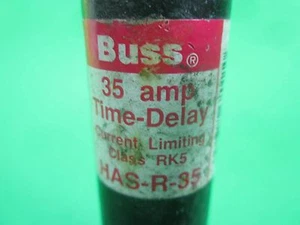 Buss®
35 amp
Time-Delay
Current Limiting
Class RK5
HAS-R-35